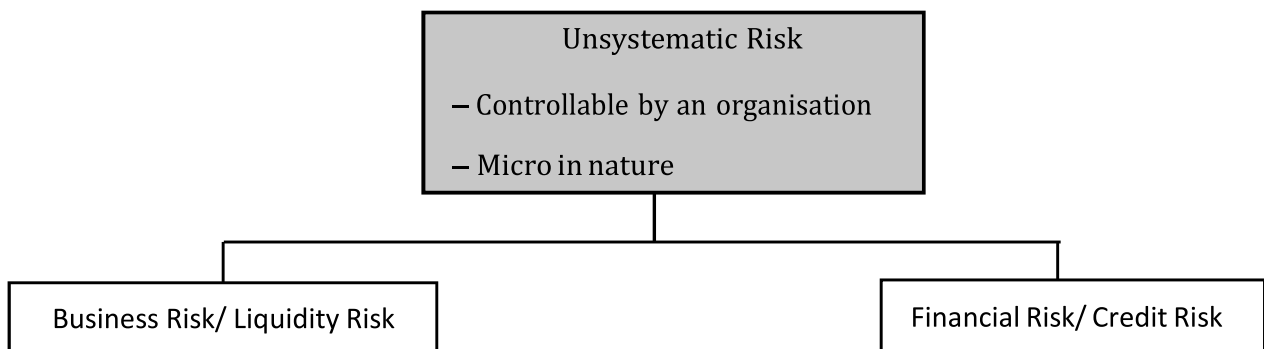 Unsystematic Risk
– Controllable by an organisation
– Micro in nature
Business Risk/ Liquidity Risk
Financial Risk/ Credit Risk